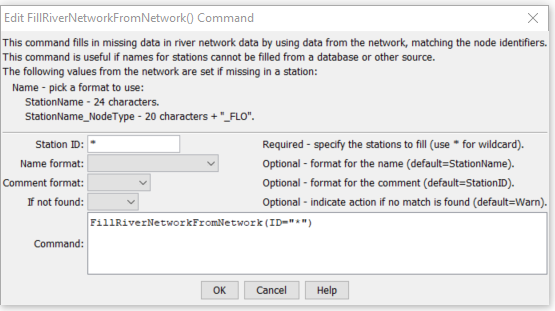 Edit FillRiverNetworkFromNetwork() Command
This command fills in missing data in river network data by using data from the network, matching the node identifiers.
This command is useful if names for stations cannot be filled from a database or other source.
The following values from the network are set if missing in a station:
Name - pick a format to use:
StationName - 24 characters.
StationName_NodeType - 20 characters + "_FLO".
Station ID: * Required - specify the stations to fill (use * for wildcard).
Name format: Optional - format for the name (default=StationName).
Comment format: Optional - format for the comment (default=StationID).
If not found: Optional - indicate action if no match is found (default=Warn).
FillRiverNetworkFromNetwork(ID="*")
Command:
OK Cancel Help